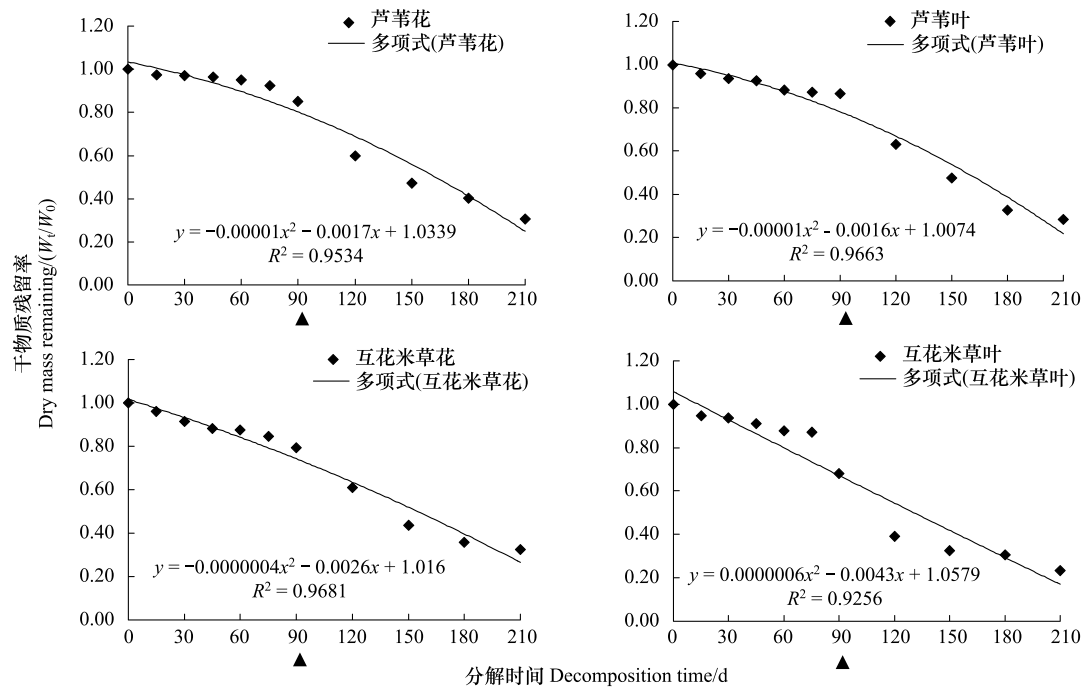 干物质残留率
Dry mass remaining/(Wt/W0)
芦苇花
多项式(芦苇花)
1.20
1.00
0.80
0.60
0.40
0.20
0.00
y = −0.00001x² − 0.0017x + 1.0339
R² = 0.9534
0 30 60 90 120 150 180 210
▲
芦苇叶
多项式(芦苇叶)
1.20
1.00
0.80
0.60
0.40
0.20
0.00
y = −0.00001x² - 0.0016x + 1.0074
R² = 0.9663
0 30 60 90 120 150 180 210
▲
互花米草花
多项式(互花米草花)
1.20
1.00
0.80
0.60
0.40
0.20
0.00
y = −0.0000004x² − 0.0026x + 1.016
R² = 0.9681
0 30 60 90 120 150 180 210
▲
互花米草叶
多项式(互花米草叶)
1.20
1.00
0.80
0.60
0.40
0.20
0.00
y = 0.0000006x² − 0.0043x + 1.0579
R² = 0.9256
0 30 60 90 120 150 180 210
▲
分解时间 Decomposition time/d